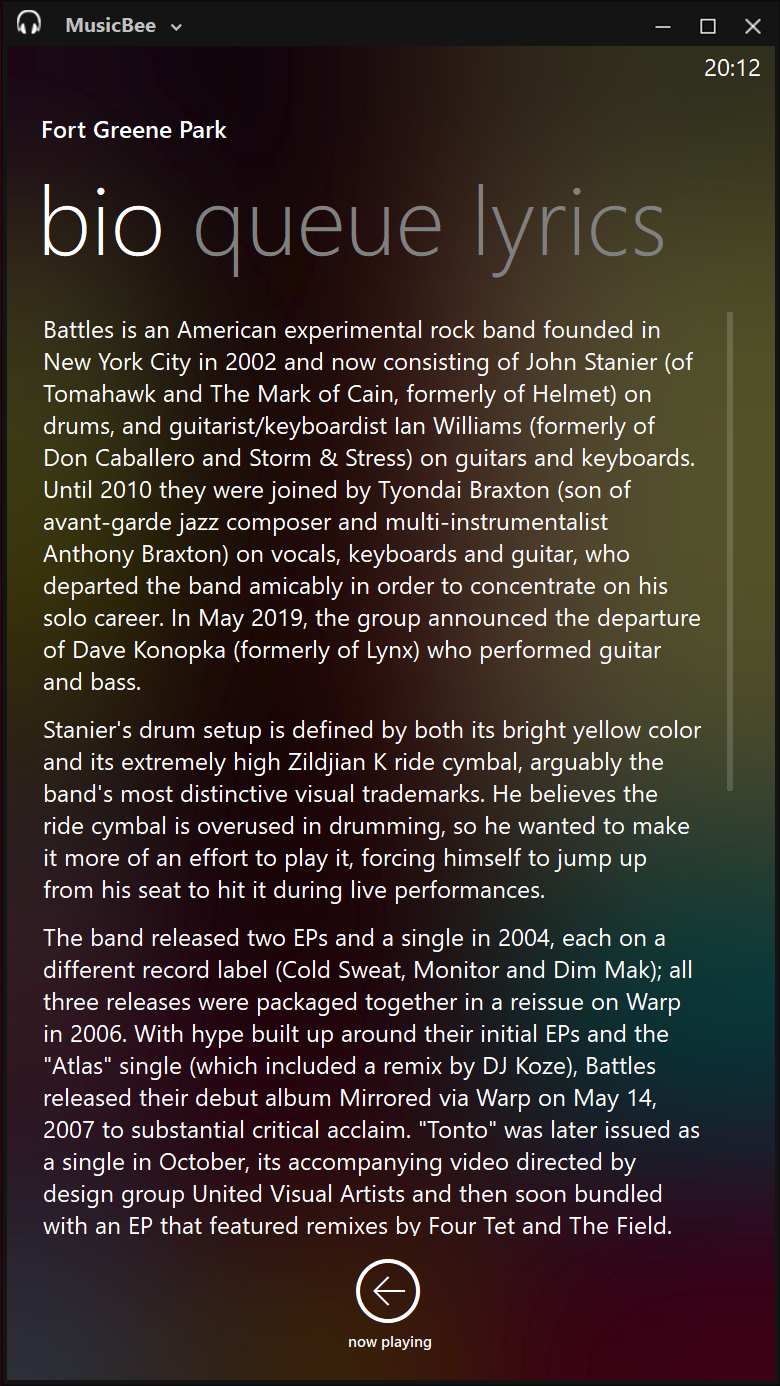 MusicBee
20:12
Fort Greene Park
bio queue lyrics
Battles is an American experimental rock band founded in
New York City in 2002 and now consisting of John Stanier (of
Tomahawk and The Mark of Cain, formerly of Helmet) on
drums, and guitarist/keyboardist Ian Williams (formerly of
Don Caballero and Storm & Stress) on guitars and keyboards.
Until 2010 they were joined by Tyondai Braxton (son of
avant-garde jazz composer and multi-instrumentalist
Anthony Braxton) on vocals, keyboards and guitar, who
departed the band amicably in order to concentrate on his
solo career. In May 2019, the group announced the departure
of Dave Konopka (formerly of Lynx) who performed guitar
and bass.
Stanier's drum setup is defined by both its bright yellow color
and its extremely high Zildjian K ride cymbal, arguably the
band's most distinctive visual trademarks. He believes the
ride cymbal is overused in drumming, so he wanted to make
it more of an effort to play it, forcing himself to jump up
from his seat to hit it during live performances.
The band released two EPs and a single in 2004, each on a
different record label (Cold Sweat, Monitor and Dim Mak); all
three releases were packaged together in a reissue on Warp
in 2006. With hype built up around their initial EPs and the
"Atlas" single (which included a remix by DJ Koze), Battles
released their debut album Mirrored via Warp on May 14,
2007 to substantial critical acclaim. "Tonto" was later issued as
a single in October, its accompanying video directed by
design group United Visual Artists and then soon bundled
with an EP that featured remixes by Four Tet and The Field.
now playing